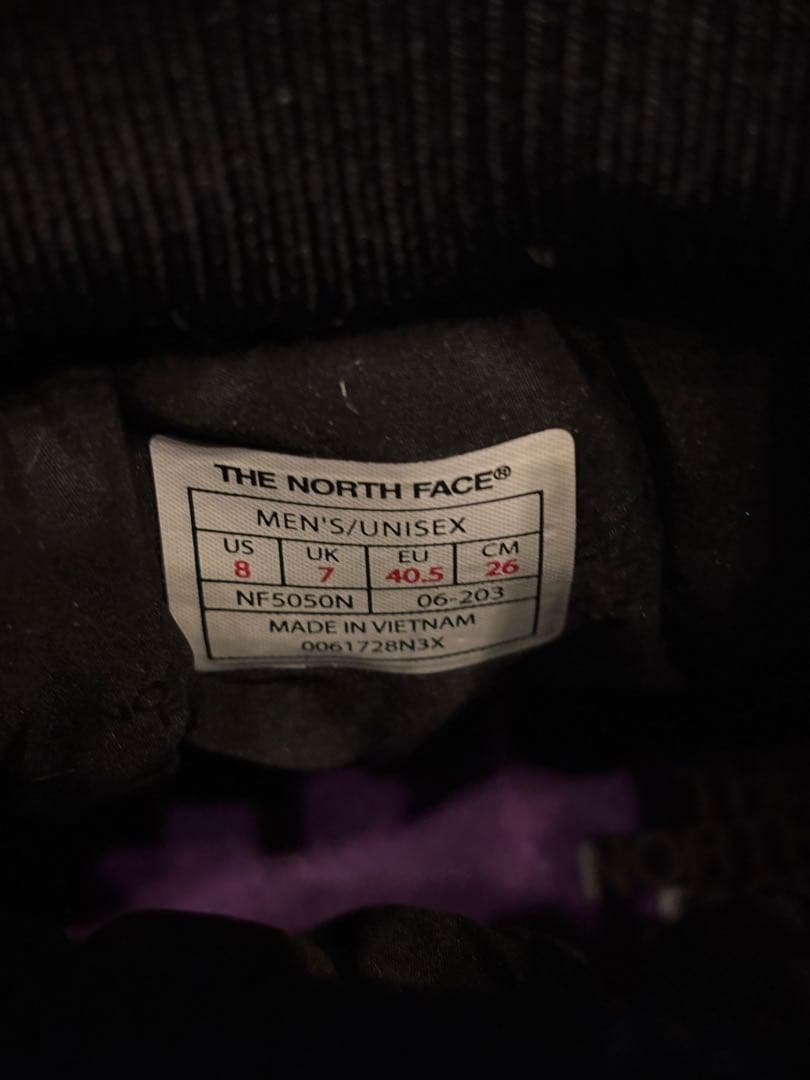 THE NORTH FACE®
MEN'S/UNISEX
US UK EU CM
8 7 40.5 26
NF5050N 06-203
MADE IN VIETNAM
0061728N3X